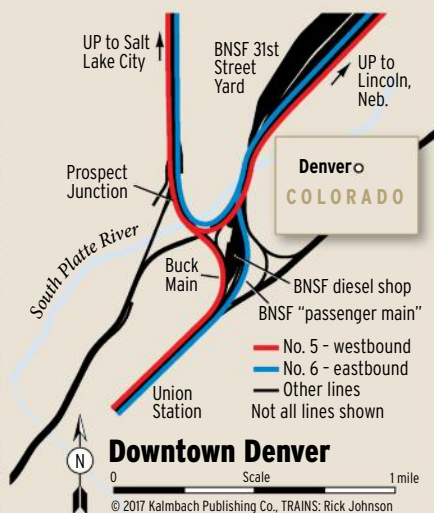 UP to Salt
Lake City
BNSF 31st
Street
Yard
UP to
Lincoln,
Neb.
Denver
COLORADO
Prospect
Junction
South Platte River
Buck
Main
BNSF diesel shop
BNSF “passenger main”
No. 5 - westbound
No. 6 - eastbound
Other lines
Not all lines shown
Union
Station
N
Downtown Denver
0 Scale 1 mile
© 2017 Kalmbach Publishing Co., TRAINS: Rick Johnson